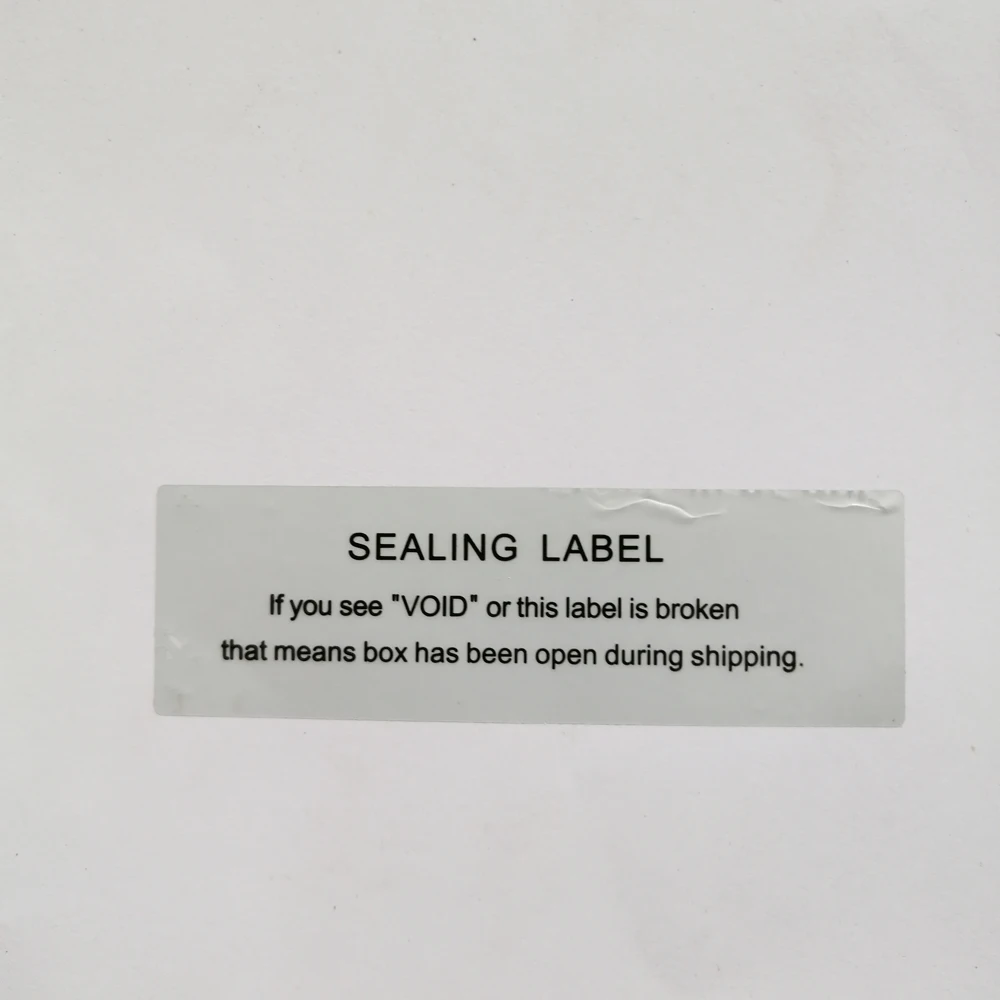 SEALING LABEL
If you see "VOID" or this label is broken
that means box has been open during shipping.